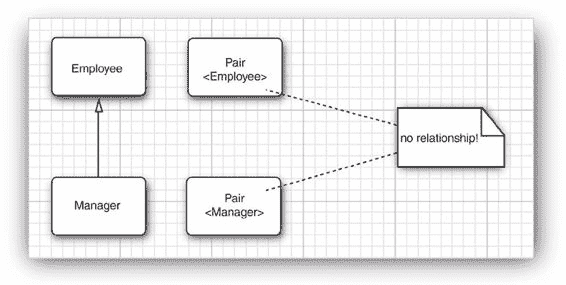 Employee
Pair
<Employee>
no relationship!
Manager
Pair
<Manager>